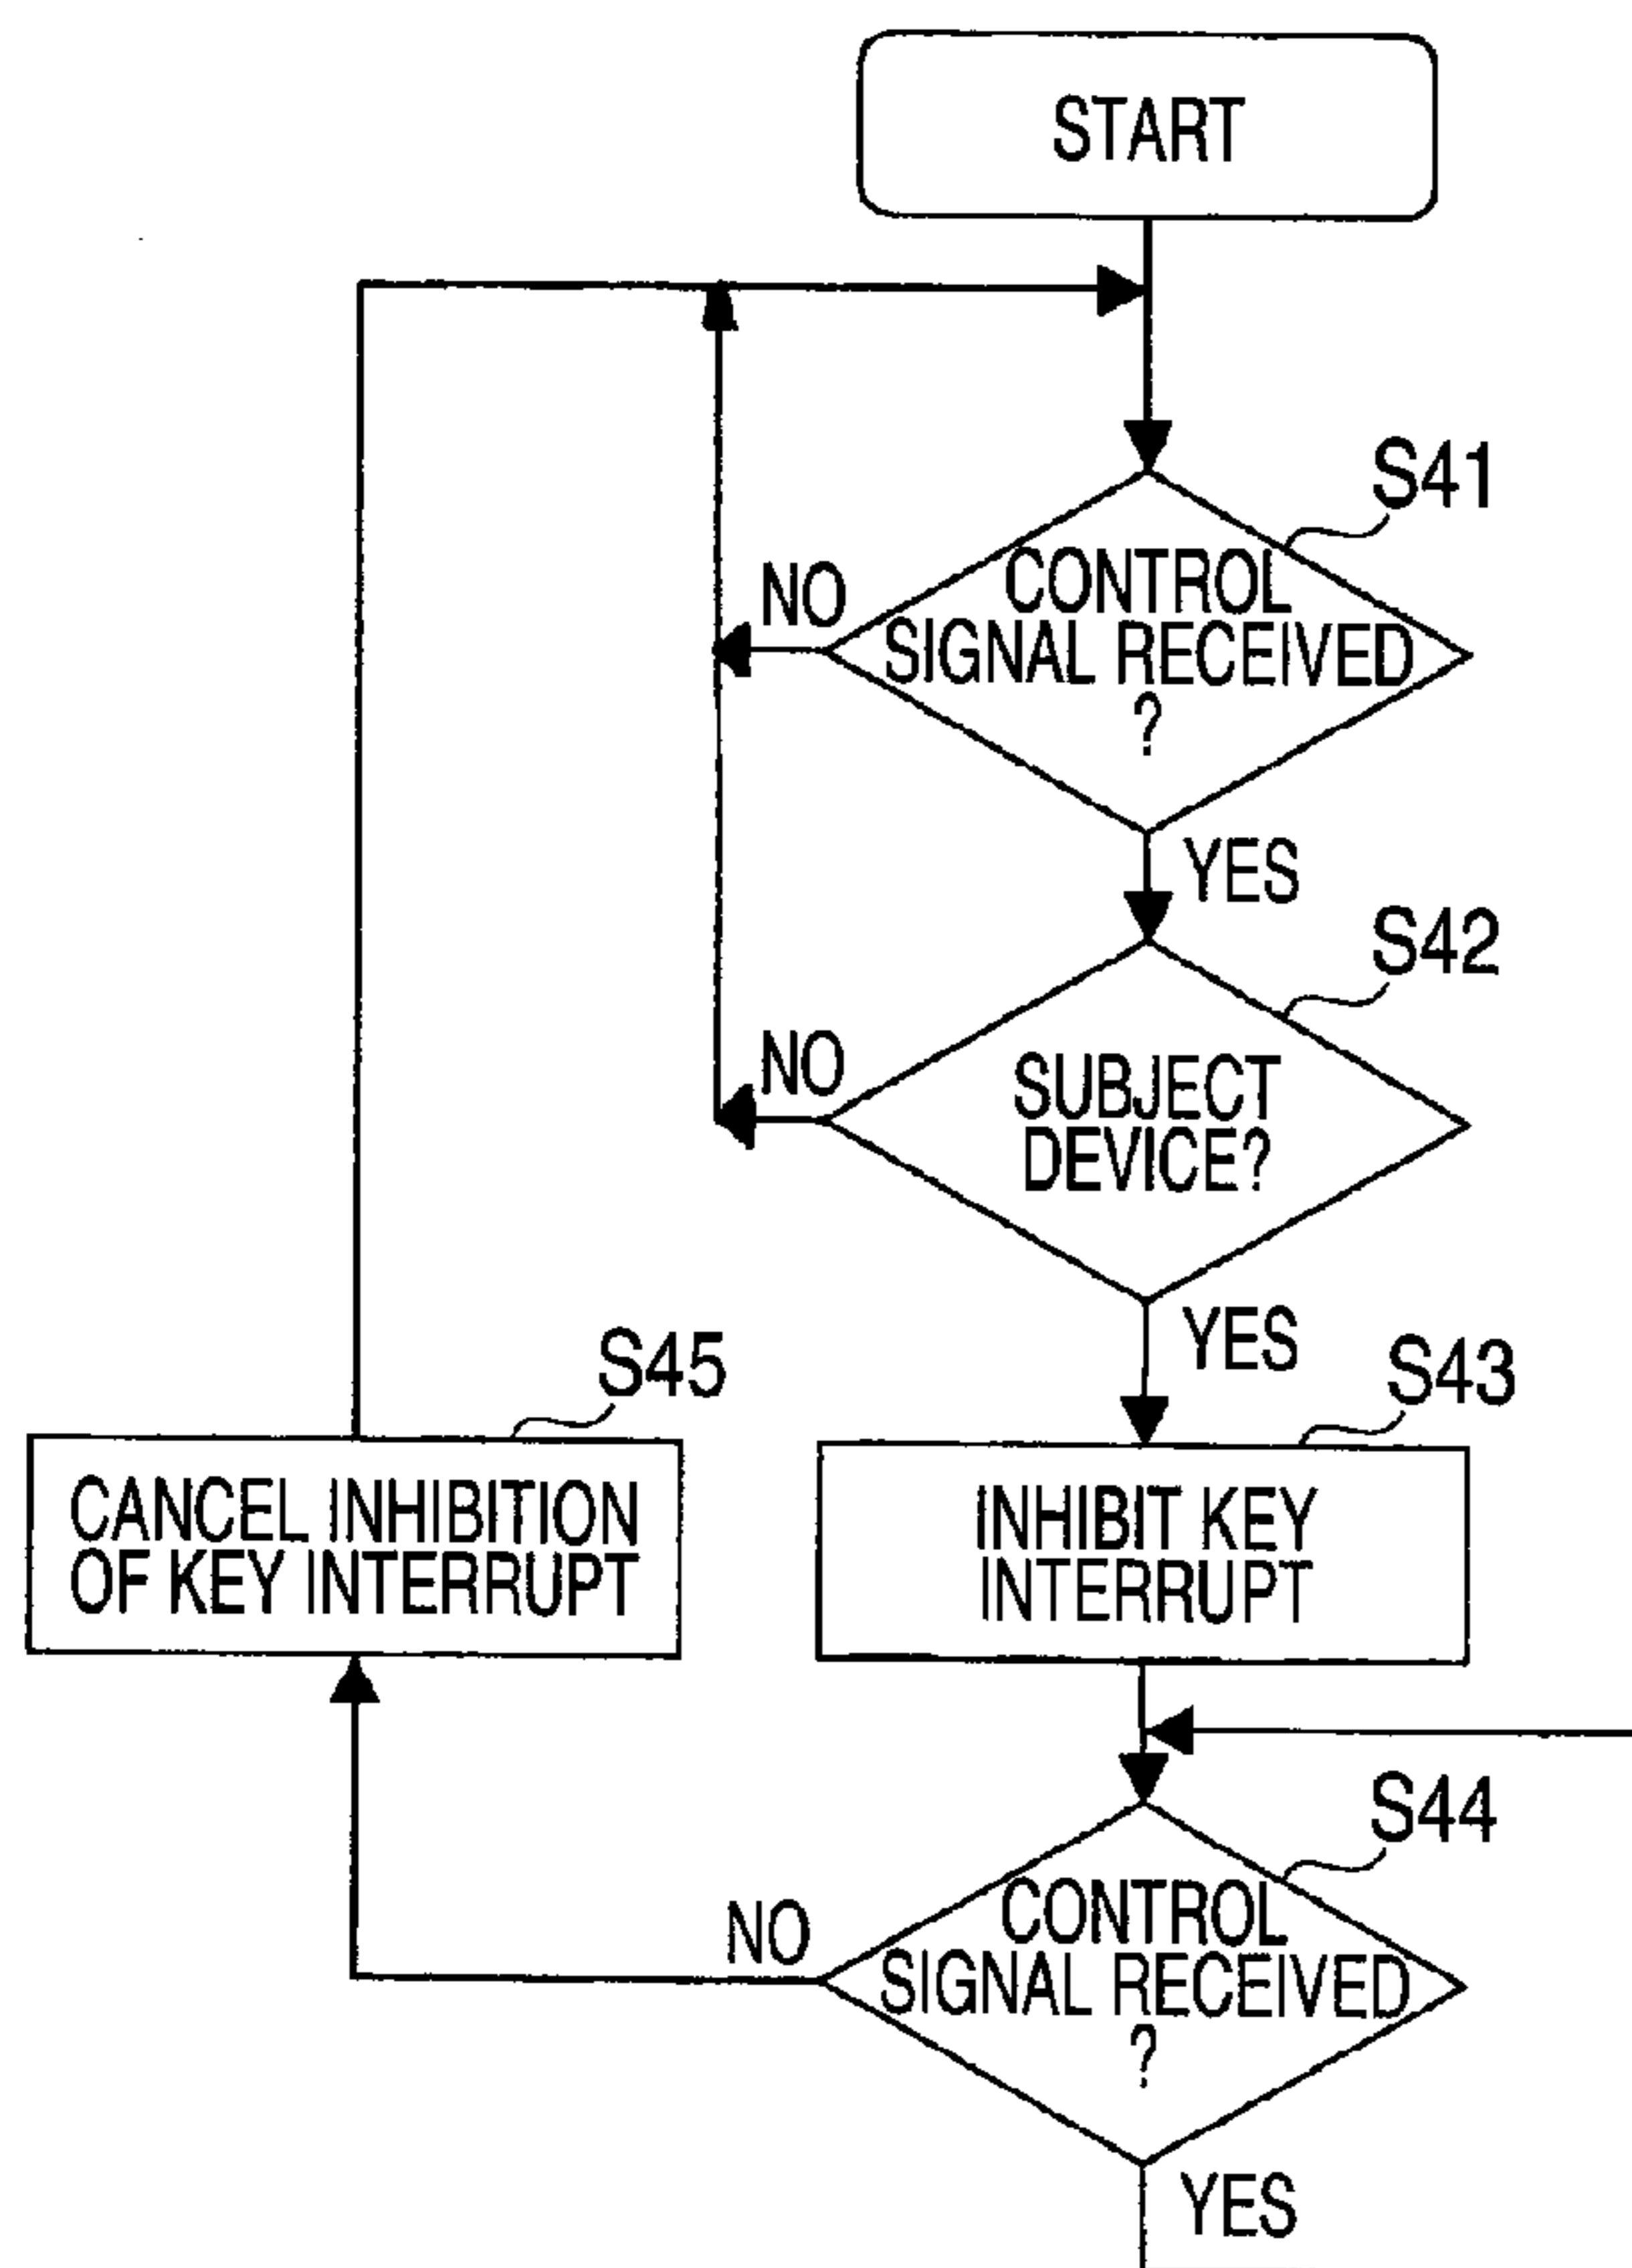 START
S41
CONTROL
SIGNAL RECEIVED
?
NO
YES
S42
SUBJECT
DEVICE?
NO
YES
S45
S43
CANCEL INHIBITION
OF KEY INTERRUPT
INHIBIT KEY
INTERRUPT
S44
CONTROL
SIGNAL RECEIVED
?
NO
YES